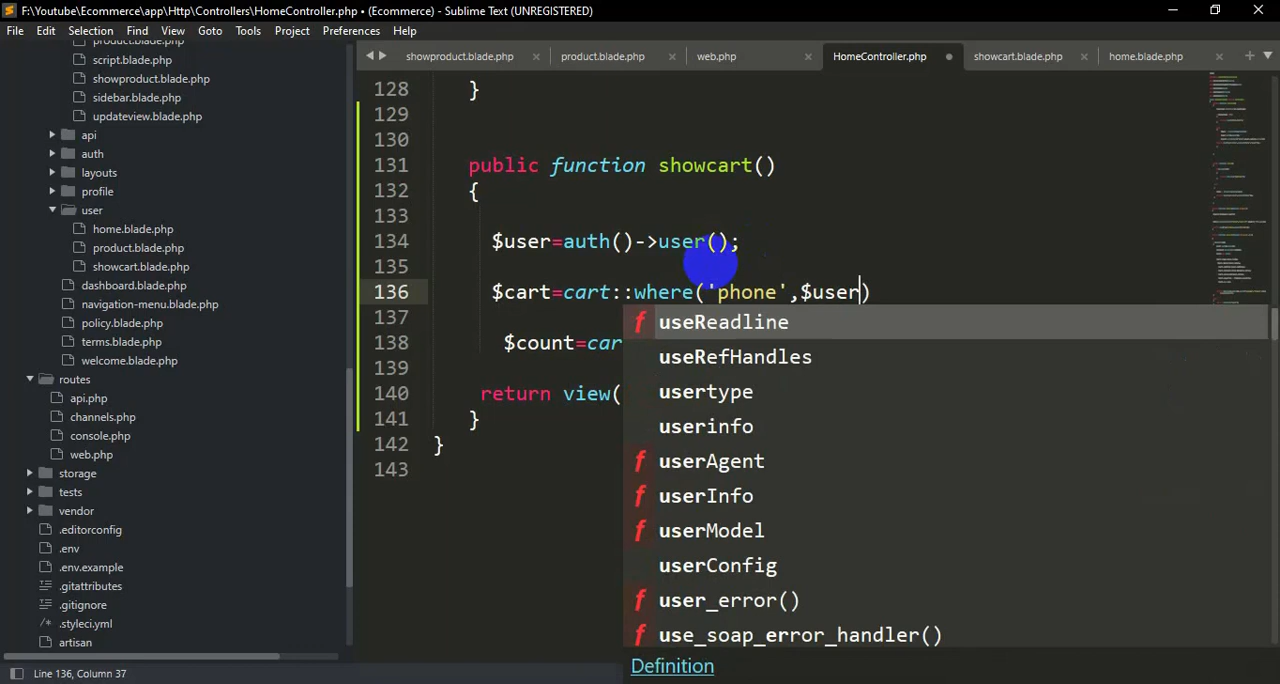 F:\Youtube\Ecommerce\app\Http\Controllers\HomeController.php • (Ecommerce) - Sublime Text (UNREGISTERED)
File Edit Selection Find View Goto Tools Project Preferences Help
product.blade.php
script.blade.php
showproduct.blade.php
sidebar.blade.php
updateview.blade.php
api
auth
layouts
profile
user
home.blade.php
product.blade.php
showcart.blade.php
dashboard.blade.php
navigation-menu.blade.php
policy.blade.php
terms.blade.php
welcome.blade.php
routes
api.php
channels.php
console.php
web.php
storage
tests
vendor
.editorconfig
.env
.env.example
.gitattributes
.gitignore
.styleci.yml
artisan
showproduct.blade.php product.blade.php web.php HomeController.php showcart.blade.php home.blade.php
128 }
129
130
131 public function showcart()
132 {
133
134 $user=auth()->user();
135
136 $cart=cart::where('phone',$user)
137
138 $count=car
139
140 return view(
141 }
142 }
143
useReadline
useRefHandles
usertype
userinfo
userAgent
userInfo
userModel
userConfig
user_error()
use_soap_error_handler()
Definition
Line 136, Column 37